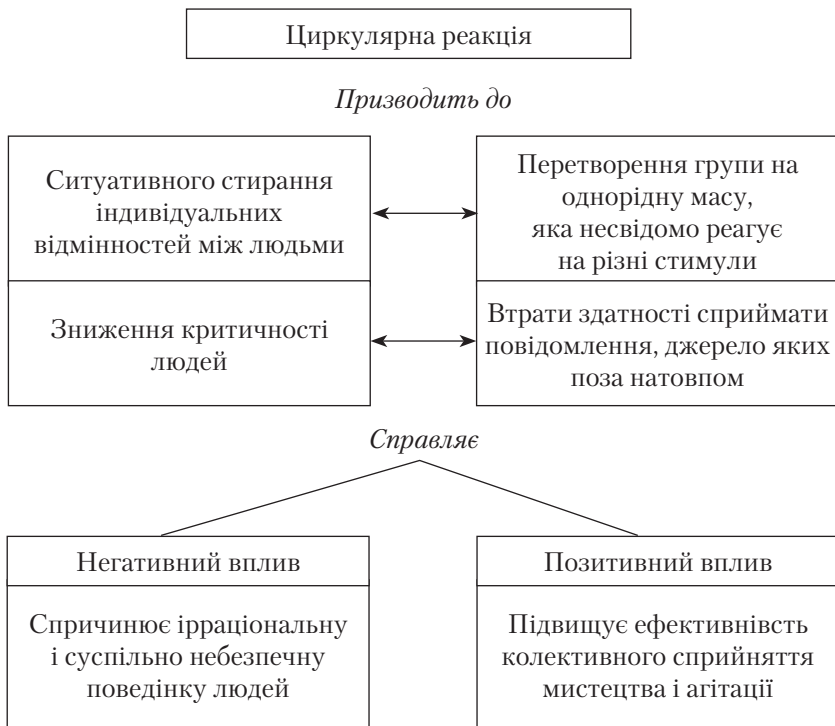 Циркулярна реакція
Призводить до
Ситуативного стирання
індивідуальних
відмінностей між людьми
Перетворення групи на
однорідну масу,
яка несвідомо реагує
на різні стимули
Зниження критичності
людей
Втрати здатності сприймати
повідомлення, джерело яких
поза натовпом
Справляє
Негативний вплив
Спричинює ірраціональну
і суспільно небезпечну
поведінку людей
Позитивний вплив
Підвищує ефективнівсть
колективного сприйняття
мистецтва і агітації